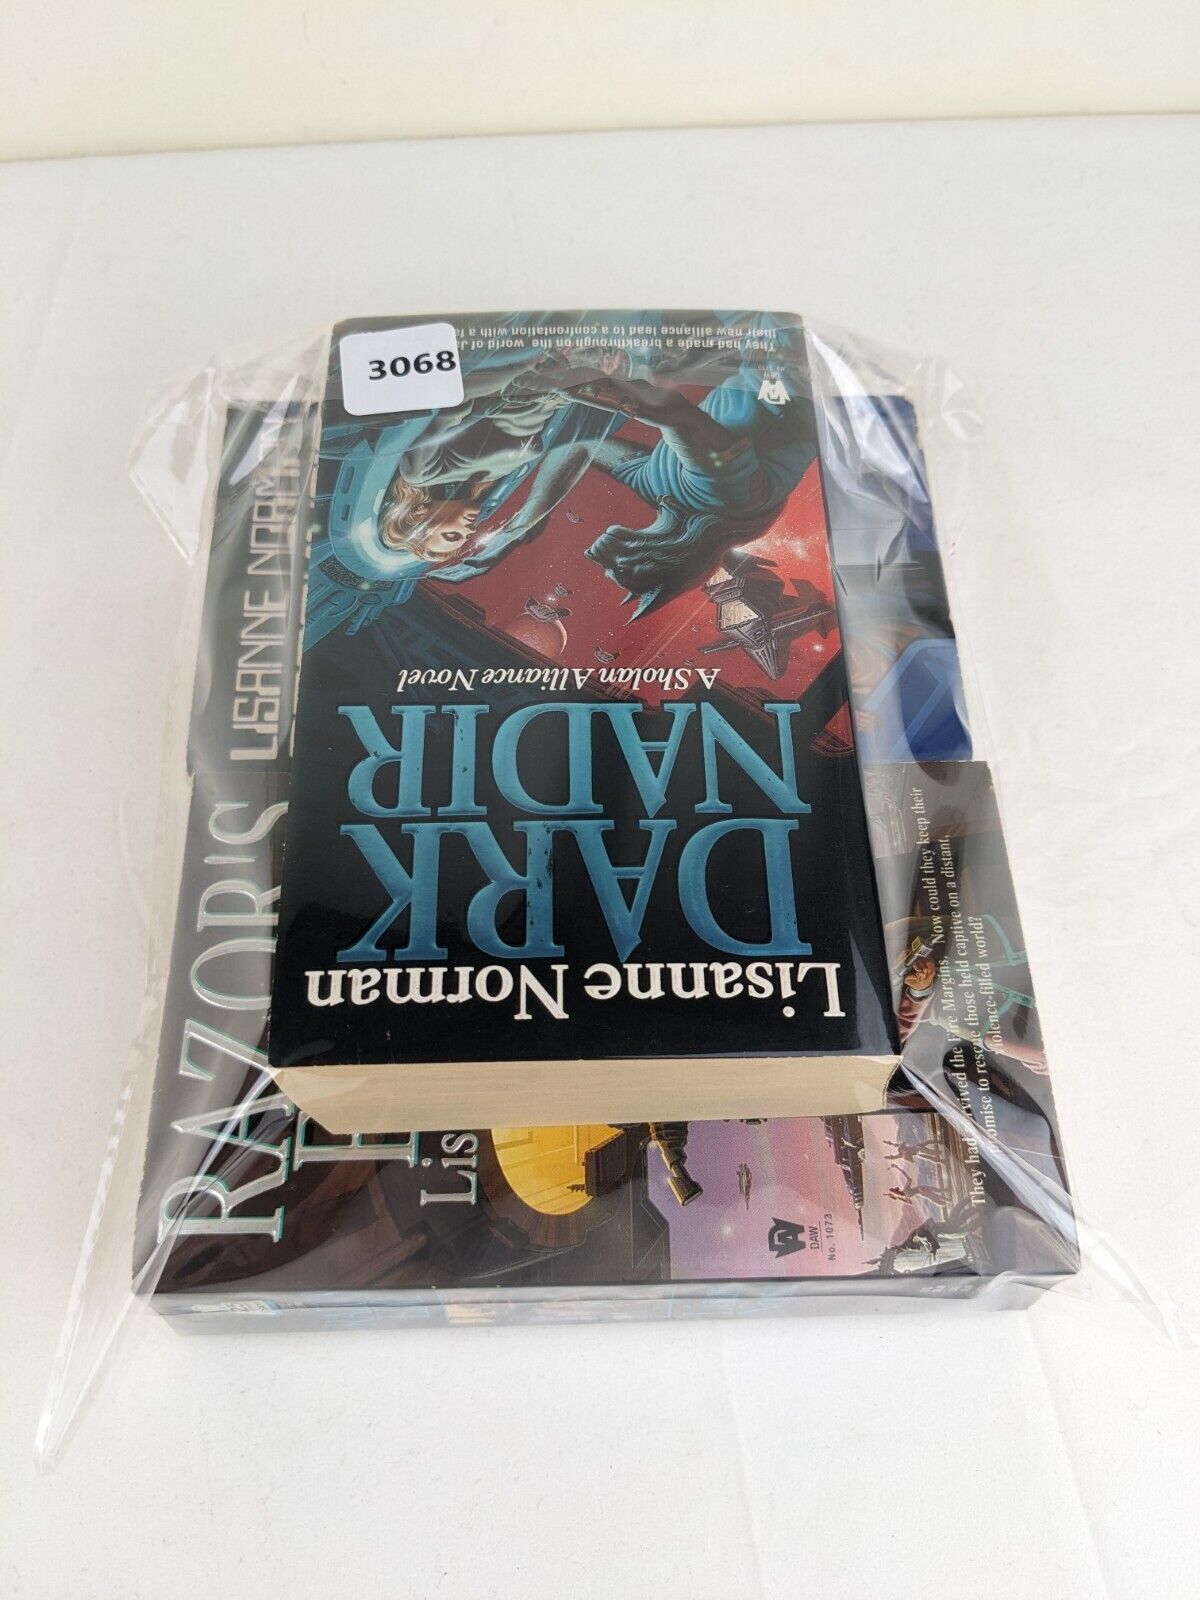 3068
Lisanne Norman
DARK
NADIR
A Sholan Alliance Novel
DAW
They had made a breakthrough on the world of
their new alliance lead to a confrontation with a
LISANNE NORMAN
RAZOR'S
They had survived the Fire Margins. Now could they keep their
promise to rescue those held captive on a distant,
violence-filled world?
DAW
No. 1073